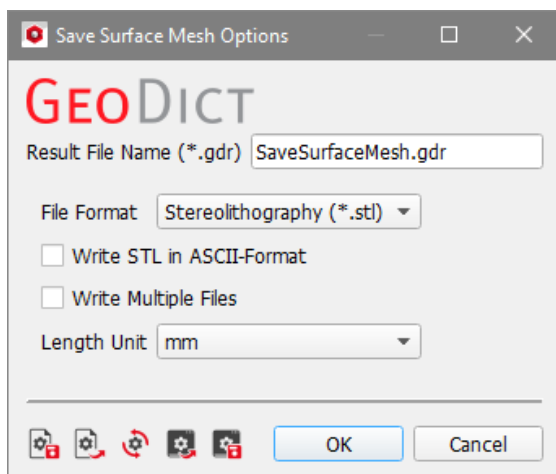 Save Surface Mesh Options
GEODICT
Result File Name (*.gdr) SaveSurfaceMesh.gdr
File Format Stereolithography (*.stl)
Write STL in ASCII-Format
Write Multiple Files
Length Unit mm
OK Cancel